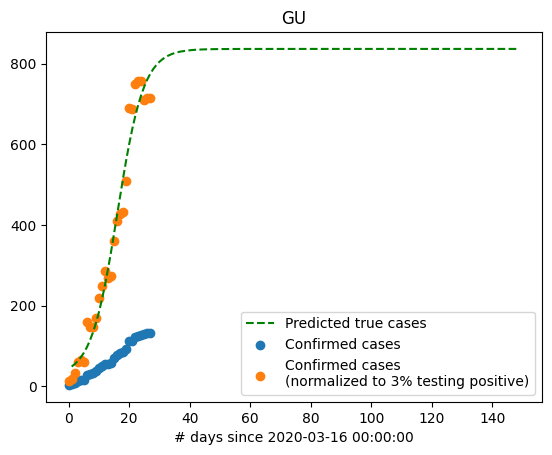 GU
800
600
400
200
0
0 20 40 60 80 100 120 140
# days since 2020-03-16 00:00:00
Predicted true cases
Confirmed cases
Confirmed cases
(normalized to 3% testing positive)